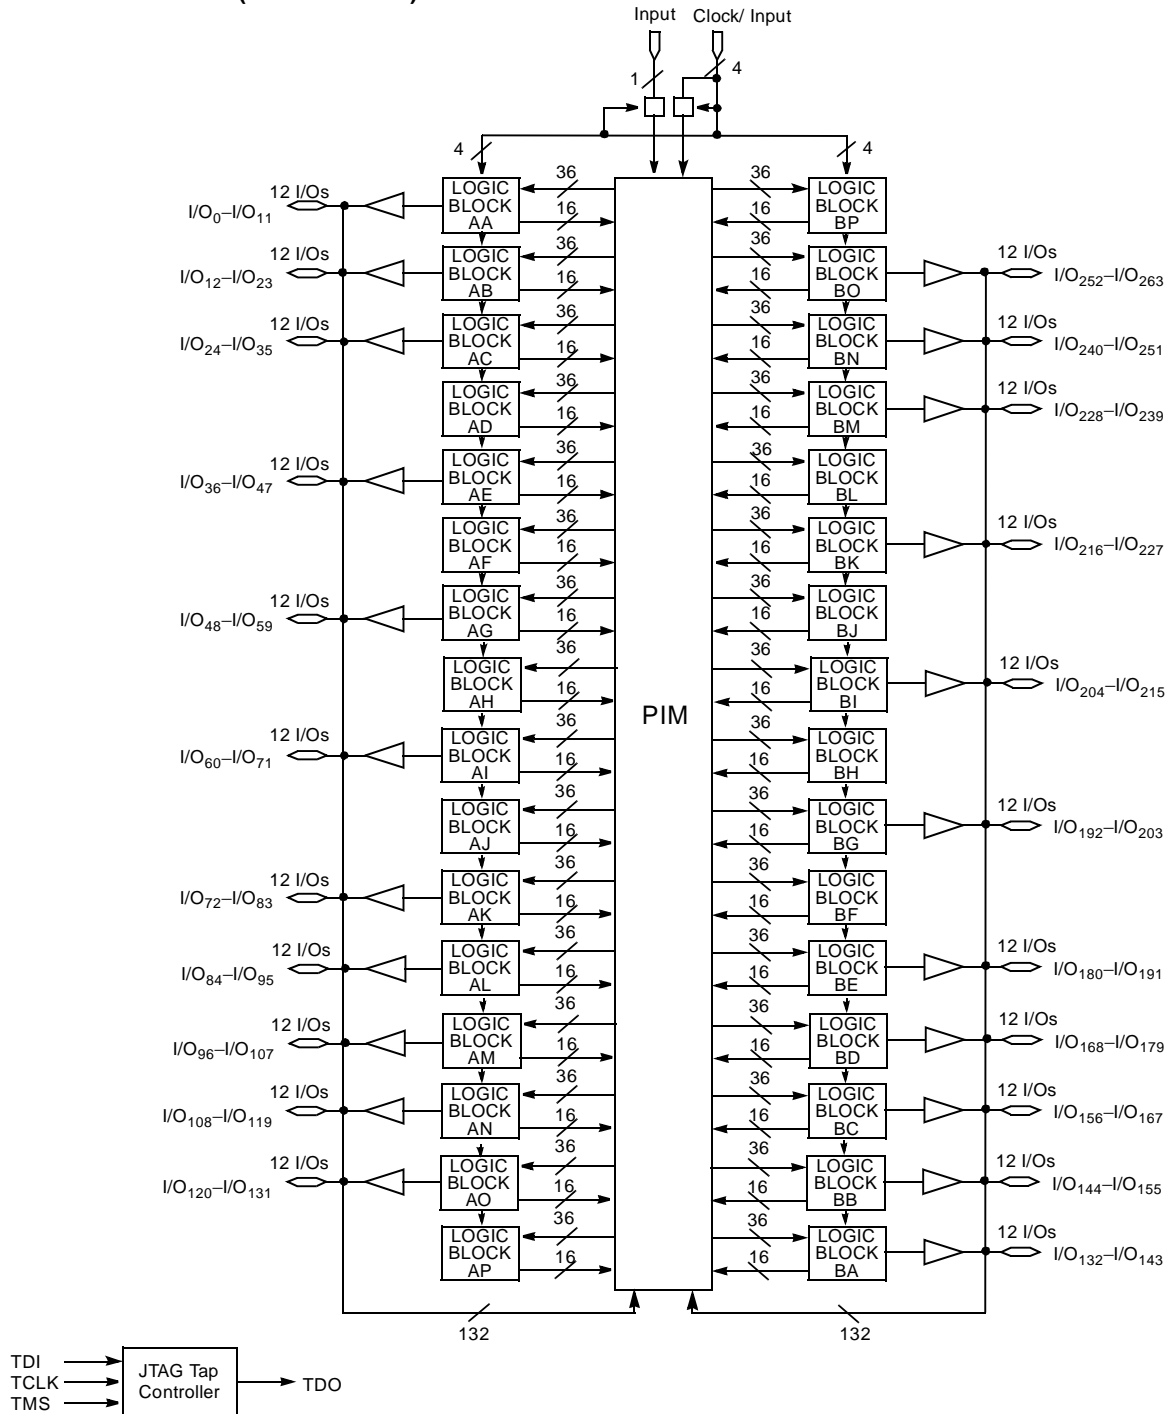 Input Clock/ Input
1 4
4 4
12 I/Os LOGIC BLOCK AA 36 16 36 16 LOGIC BLOCK BP
I/O0–I/O11
12 I/Os LOGIC BLOCK AB 36 16 36 16 LOGIC BLOCK BO 12 I/Os
I/O12–I/O23 I/O252–I/O263
12 I/Os LOGIC BLOCK AC 36 16 36 16 LOGIC BLOCK BN 12 I/Os
I/O24–I/O35 I/O240–I/O251
LOGIC BLOCK AD 36 16 36 16 LOGIC BLOCK BM 12 I/Os
I/O228–I/O239
12 I/Os LOGIC BLOCK AE 36 16 36 16 LOGIC BLOCK BL
I/O36–I/O47
LOGIC BLOCK AF 36 16 36 16 LOGIC BLOCK BK 12 I/Os
I/O216–I/O227
12 I/Os LOGIC BLOCK AG 36 16 36 16 LOGIC BLOCK BJ
I/O48–I/O59
LOGIC BLOCK AH 36 16 36 16 LOGIC BLOCK BI 12 I/Os
I/O204–I/O215
PIM
12 I/Os LOGIC BLOCK AI 36 16 36 16 LOGIC BLOCK BH
I/O60–I/O71
LOGIC BLOCK AJ 36 16 36 16 LOGIC BLOCK BG 12 I/Os
I/O192–I/O203
12 I/Os LOGIC BLOCK AK 36 16 36 16 LOGIC BLOCK BF
I/O72–I/O83
12 I/Os LOGIC BLOCK AL 36 16 36 16 LOGIC BLOCK BE 12 I/Os
I/O84–I/O95 I/O180–I/O191
12 I/Os LOGIC BLOCK AM 36 16 36 16 LOGIC BLOCK BD 12 I/Os
I/O96–I/O107 I/O168–I/O179
12 I/Os LOGIC BLOCK AN 36 16 36 16 LOGIC BLOCK BC 12 I/Os
I/O108–I/O119 I/O156–I/O167
12 I/Os LOGIC BLOCK AO 36 16 36 16 LOGIC BLOCK BB 12 I/Os
I/O120–I/O131 I/O144–I/O155
LOGIC BLOCK AP 36 16 36 16 LOGIC BLOCK BA 12 I/Os
I/O132–I/O143
132 132
TDI
TCLK
TMS
JTAG Tap
Controller
TDO